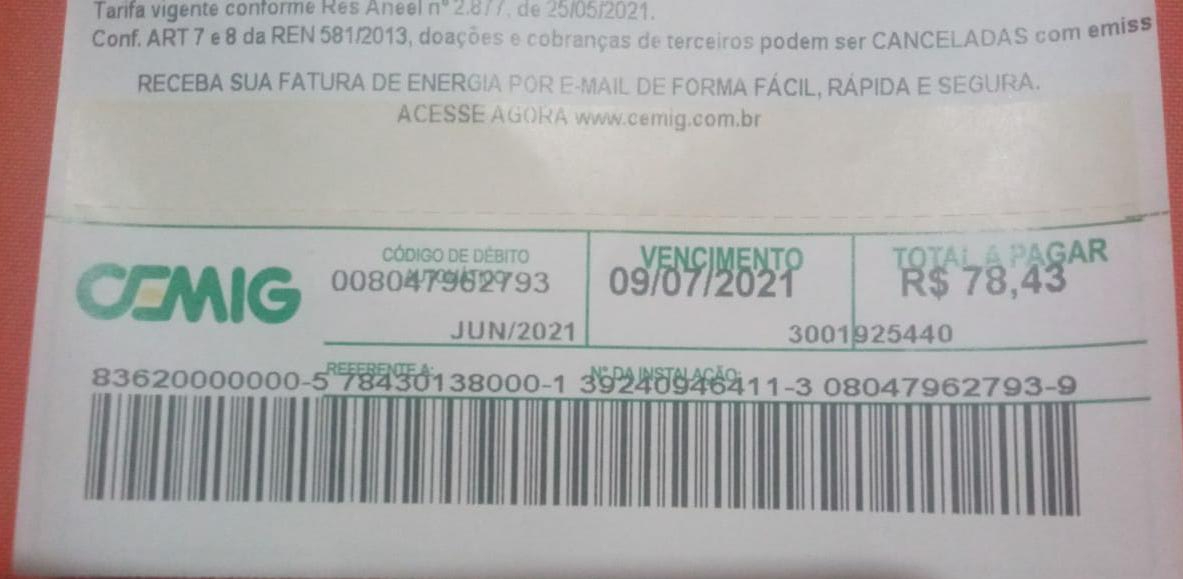 Tarifa vigente conforme Res Aneel nº 2.877, de 25/05/2021.
Conf. ART 7 e 8 da REN 581/2013, doações e cobranças de terceiros podem ser CANCELADAS com emiss
RECEBA SUA FATURA DE ENERGIA POR E-MAIL DE FORMA FÁCIL, RÁPIDA E SEGURA.
ACESSE AGORA www.cemig.com.br
CEMIG
CÓDIGO DE DÉBITO
AUTOMÁTICO
008047962793
VENCIMENTO
09/07/2021
TOTAL A PAGAR
R$ 78,43
JUN/2021
3001925440
REFERENTE A:
Nº DA INSTALAÇÃO:
83620000000-5 78430138000-1 39240946411-3 08047962793-9